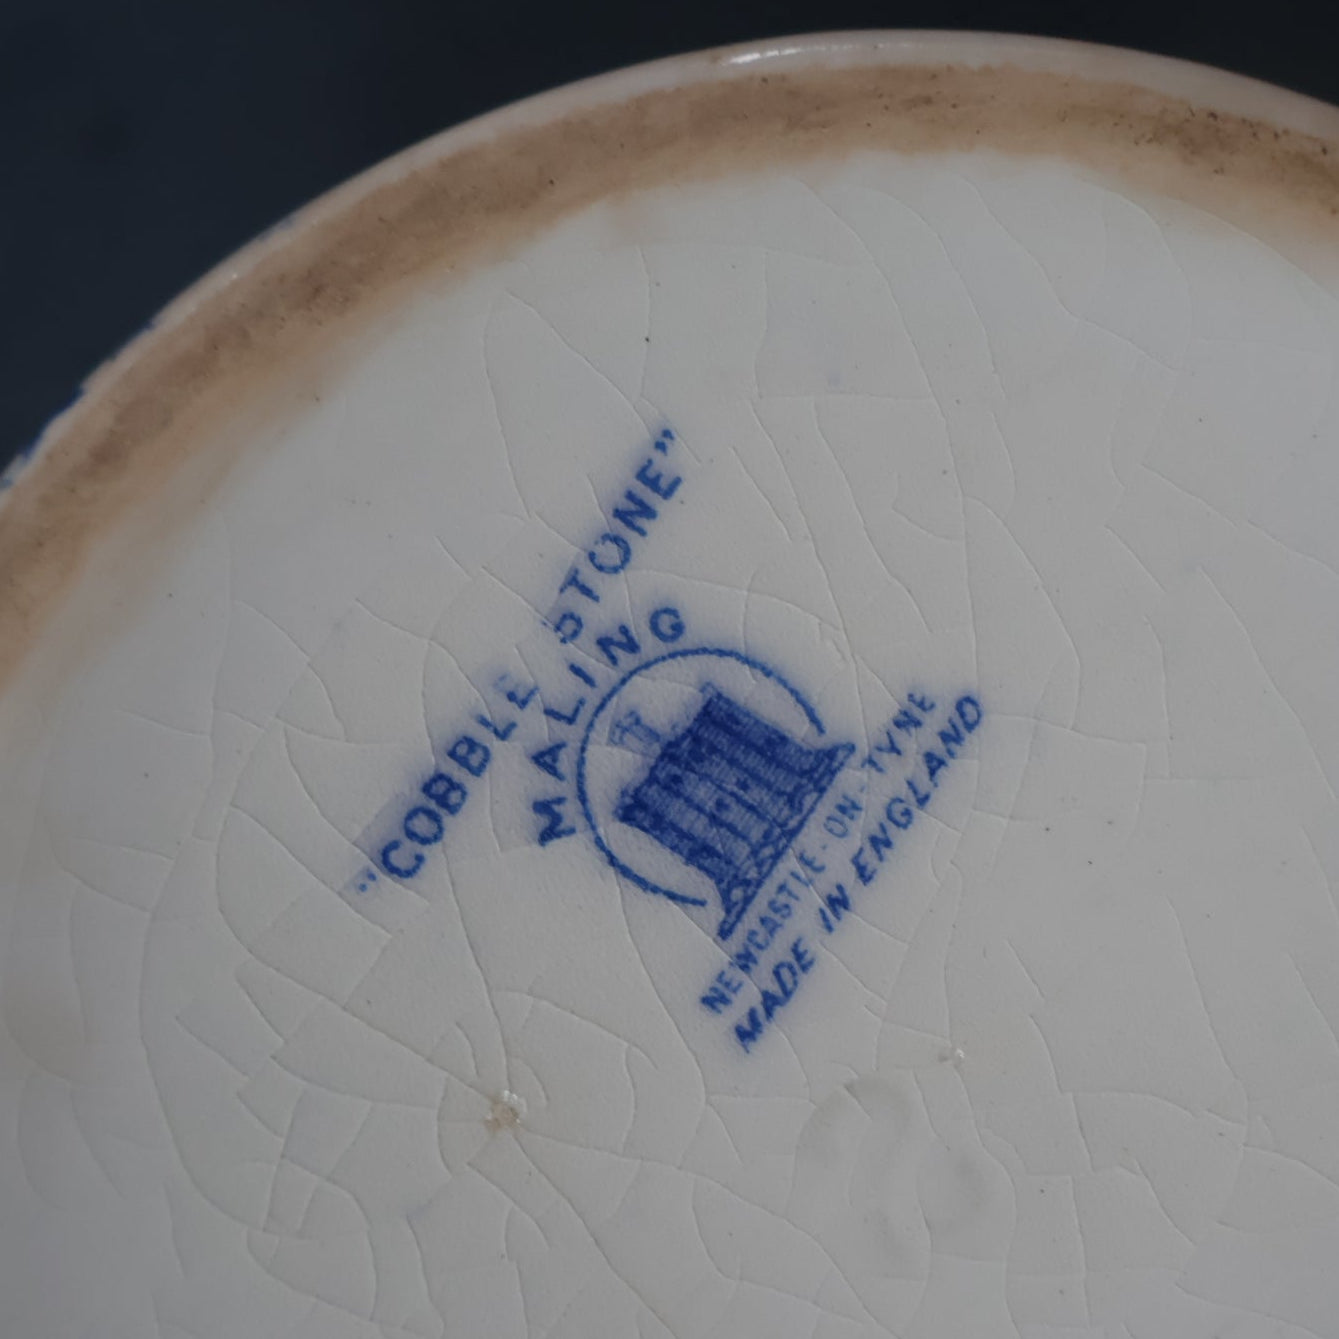 "COBBLE STONE"
MALING
NEWCASTLE-ON-TYNE
MADE IN ENGLAND